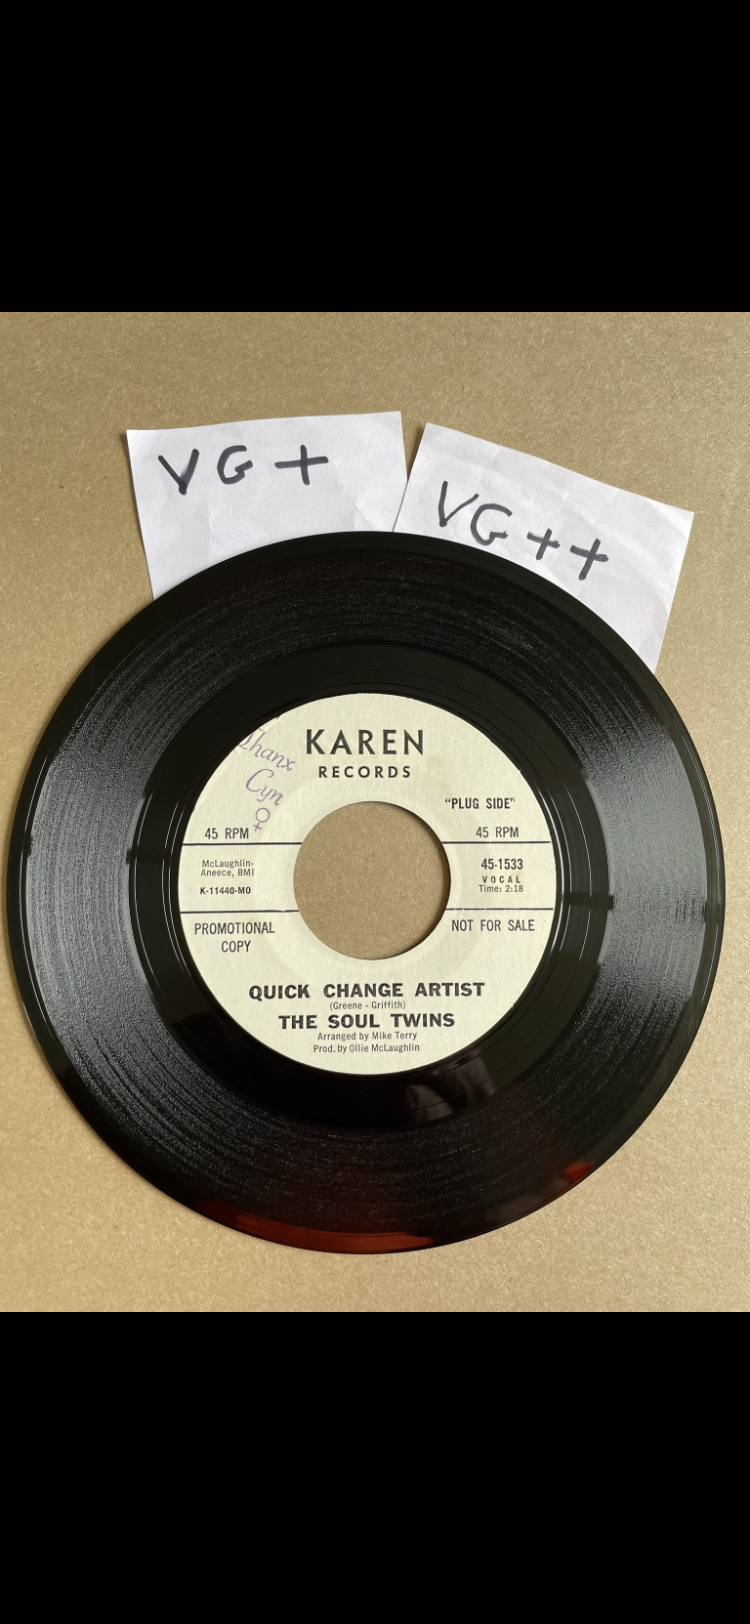 VG+
VG++
Thanx
Cyn
KAREN
RECORDS
"PLUG SIDE"
45 RPM
45 RPM
McLaughlin-
Aneece, BMI
K-11440-MO
45-1533
VOCAL
Time: 2:18
PROMOTIONAL
COPY
NOT FOR SALE
QUICK CHANGE ARTIST
(Greene - Griffith)
THE SOUL TWINS
Arranged by Mike Terry
Prod. by Ollie McLaughlin